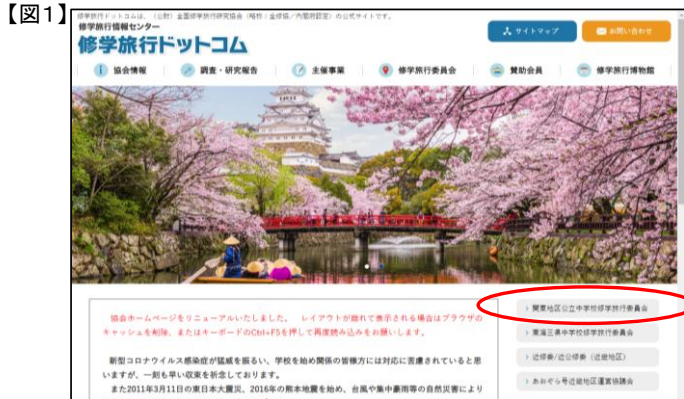 【図1】
修学旅行ドットコムは、（公財）全国修学旅行研究協会（略称：全修協／内閣府認定）の公式サイトです。
修学旅行情報センター
修学旅行ドットコム
サイトマップ
お問い合わせ
協会情報
調査・研究報告
主催事業
修学旅行委員会
賛助会員
修学旅行博物館
協会ホームページをリニューアルいたしました。 レイアウトが崩れて表示される場合はブラウザの
キャッシュを削除、またはキーボードのCtrl+F5を押して再度読み込みをお願いします。
新型コロナウイルス感染症が猛威を振るい、学校を始め関係の皆様方には対応に苦慮されていると思
いますが、一刻も早い収束を祈念しております。
また2011年3月11日の東日本大震災、2016年の熊本地震を始め、台風や集中豪雨等の自然災害により
› 関東地区公立中学校修学旅行委員会
› 東海三県中学校修学旅行委員会
› 近修委/近公修委（近畿地区）
› あおぞら号近畿地区運営協議会